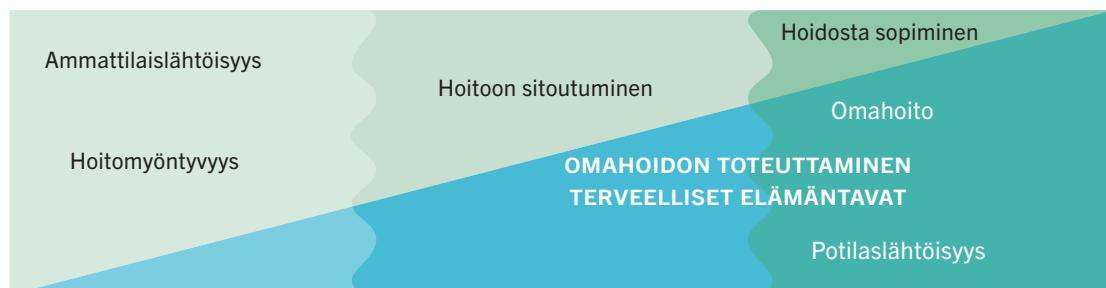 Ammattilaislähtöisyys
Hoitomyöntyvyys
Hoitoon sitoutuminen
Hoidosta sopiminen
Omahoito
OMAHOIDON TOTEUTTAMINEN
TERVEELLISET ELÄMÄNTAVAT
Potilaslähtöisyys